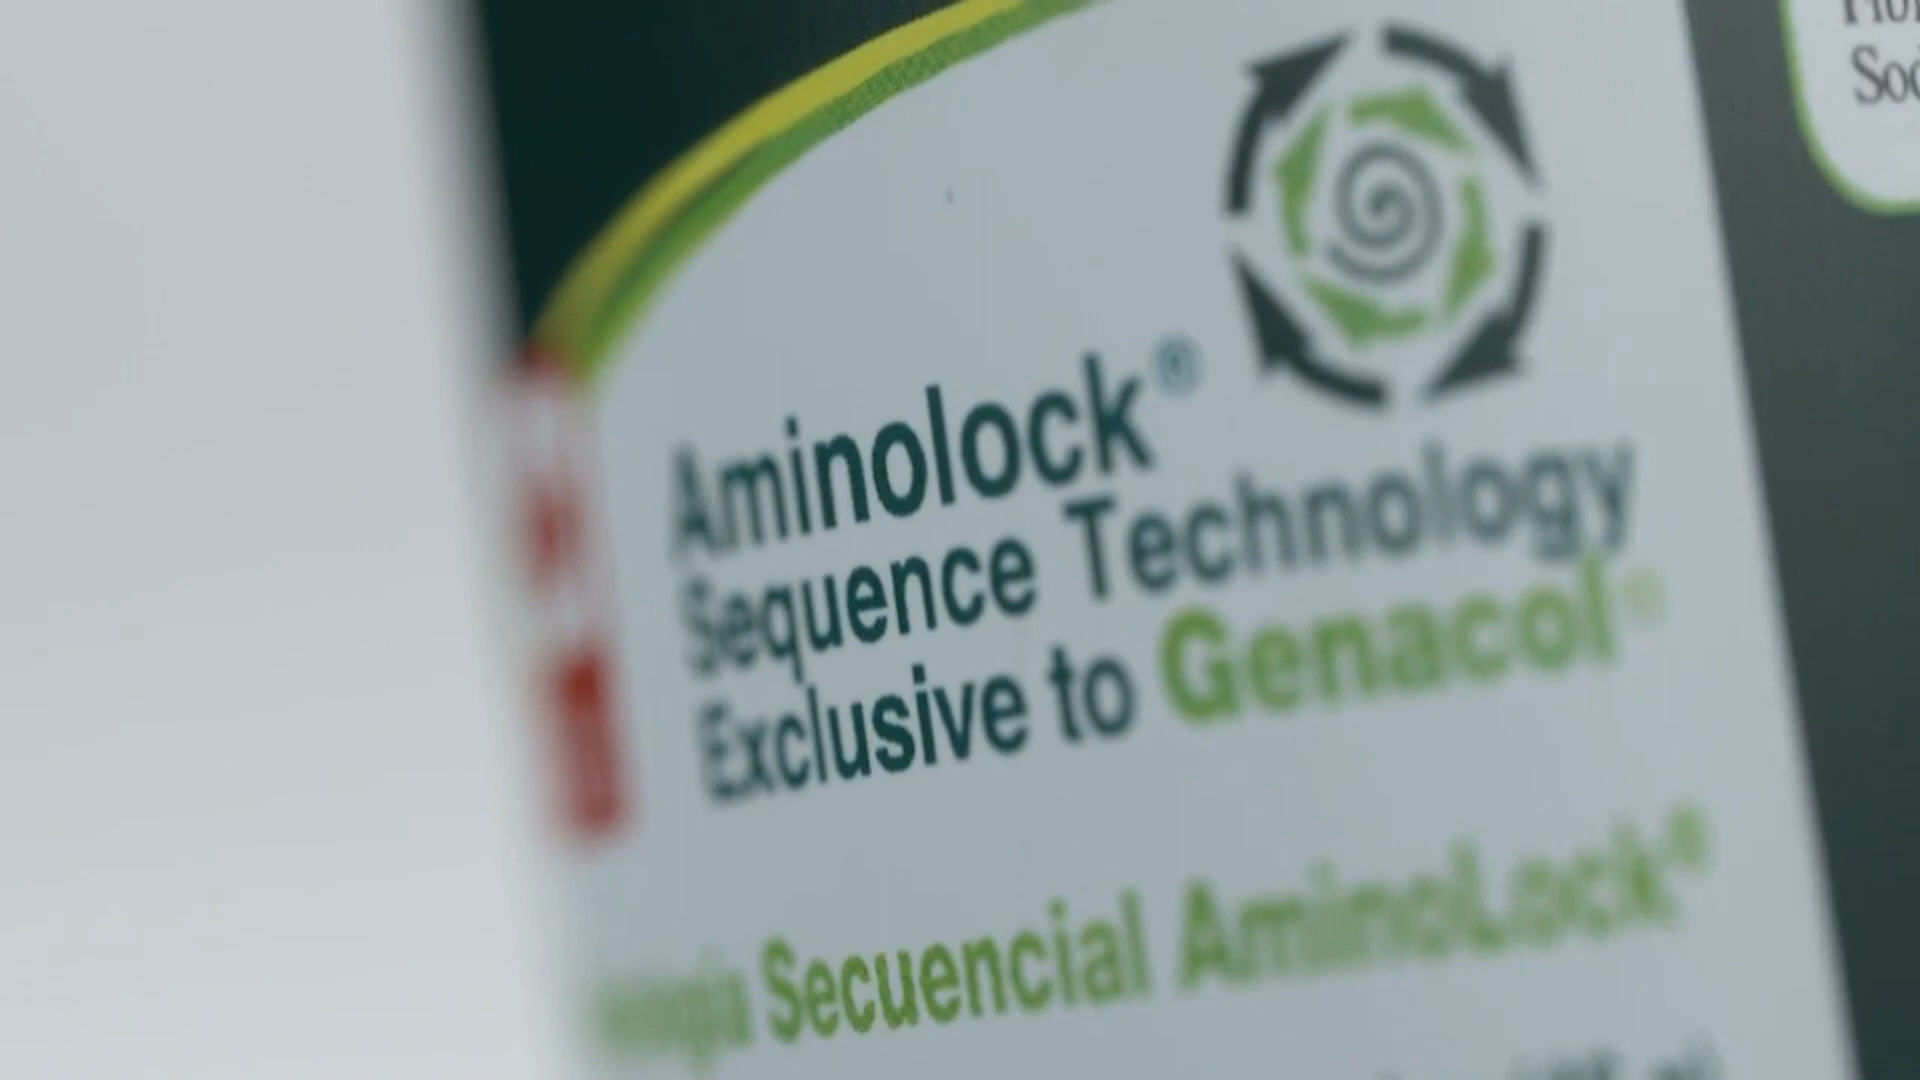 Aminolock®
Sequence Technology
Exclusive to Genacol®
Secuencial AminoLock®